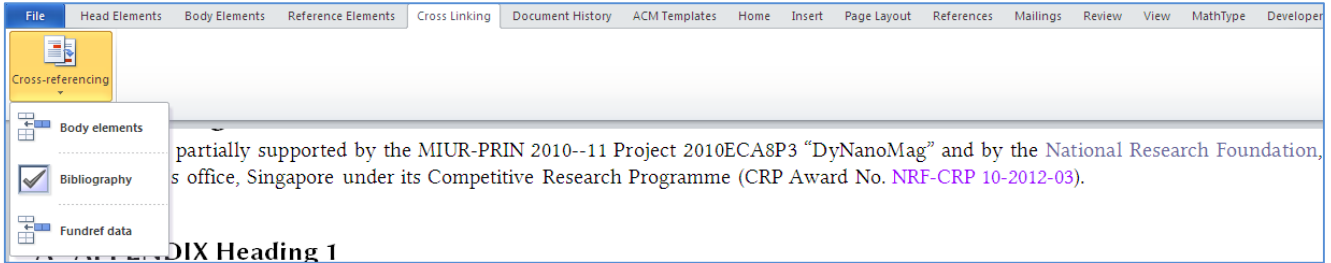 File Head Elements Body Elements Reference Elements Cross Linking Document History ACM Templates Home Insert Page Layout References Mailings Review View MathType Developer
Cross-referencing
Body elements
partially supported by the MIUR-PRIN 2010--11 Project 2010ECA8P3 “DyNanoMag” and by the National Research Foundation,
Bibliography
s office, Singapore under its Competitive Research Programme (CRP Award No. NRF-CRP 10-2012-03).
Fundref data
DIX Heading 1